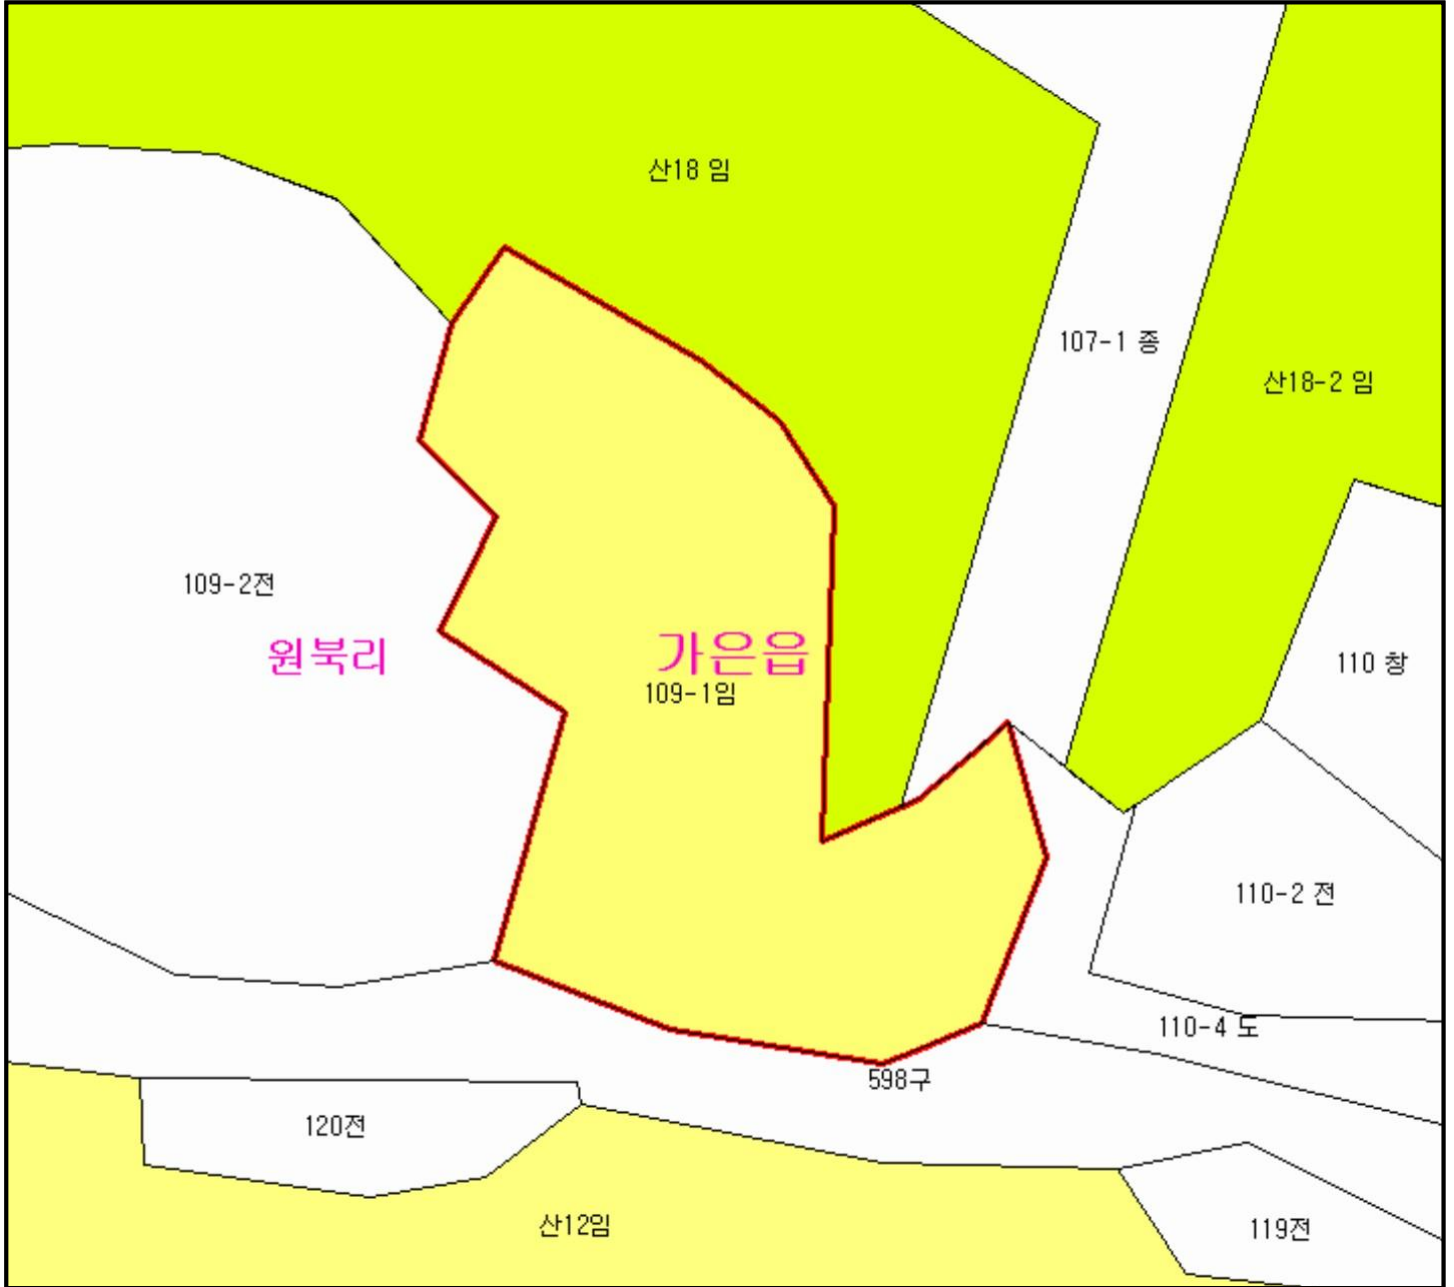 산18 임
107-1 종
산18-2 임
109-2전
원북리
가은읍
109-1임
110 창
110-2 전
110-4 도
598구
120전
산12임
119전